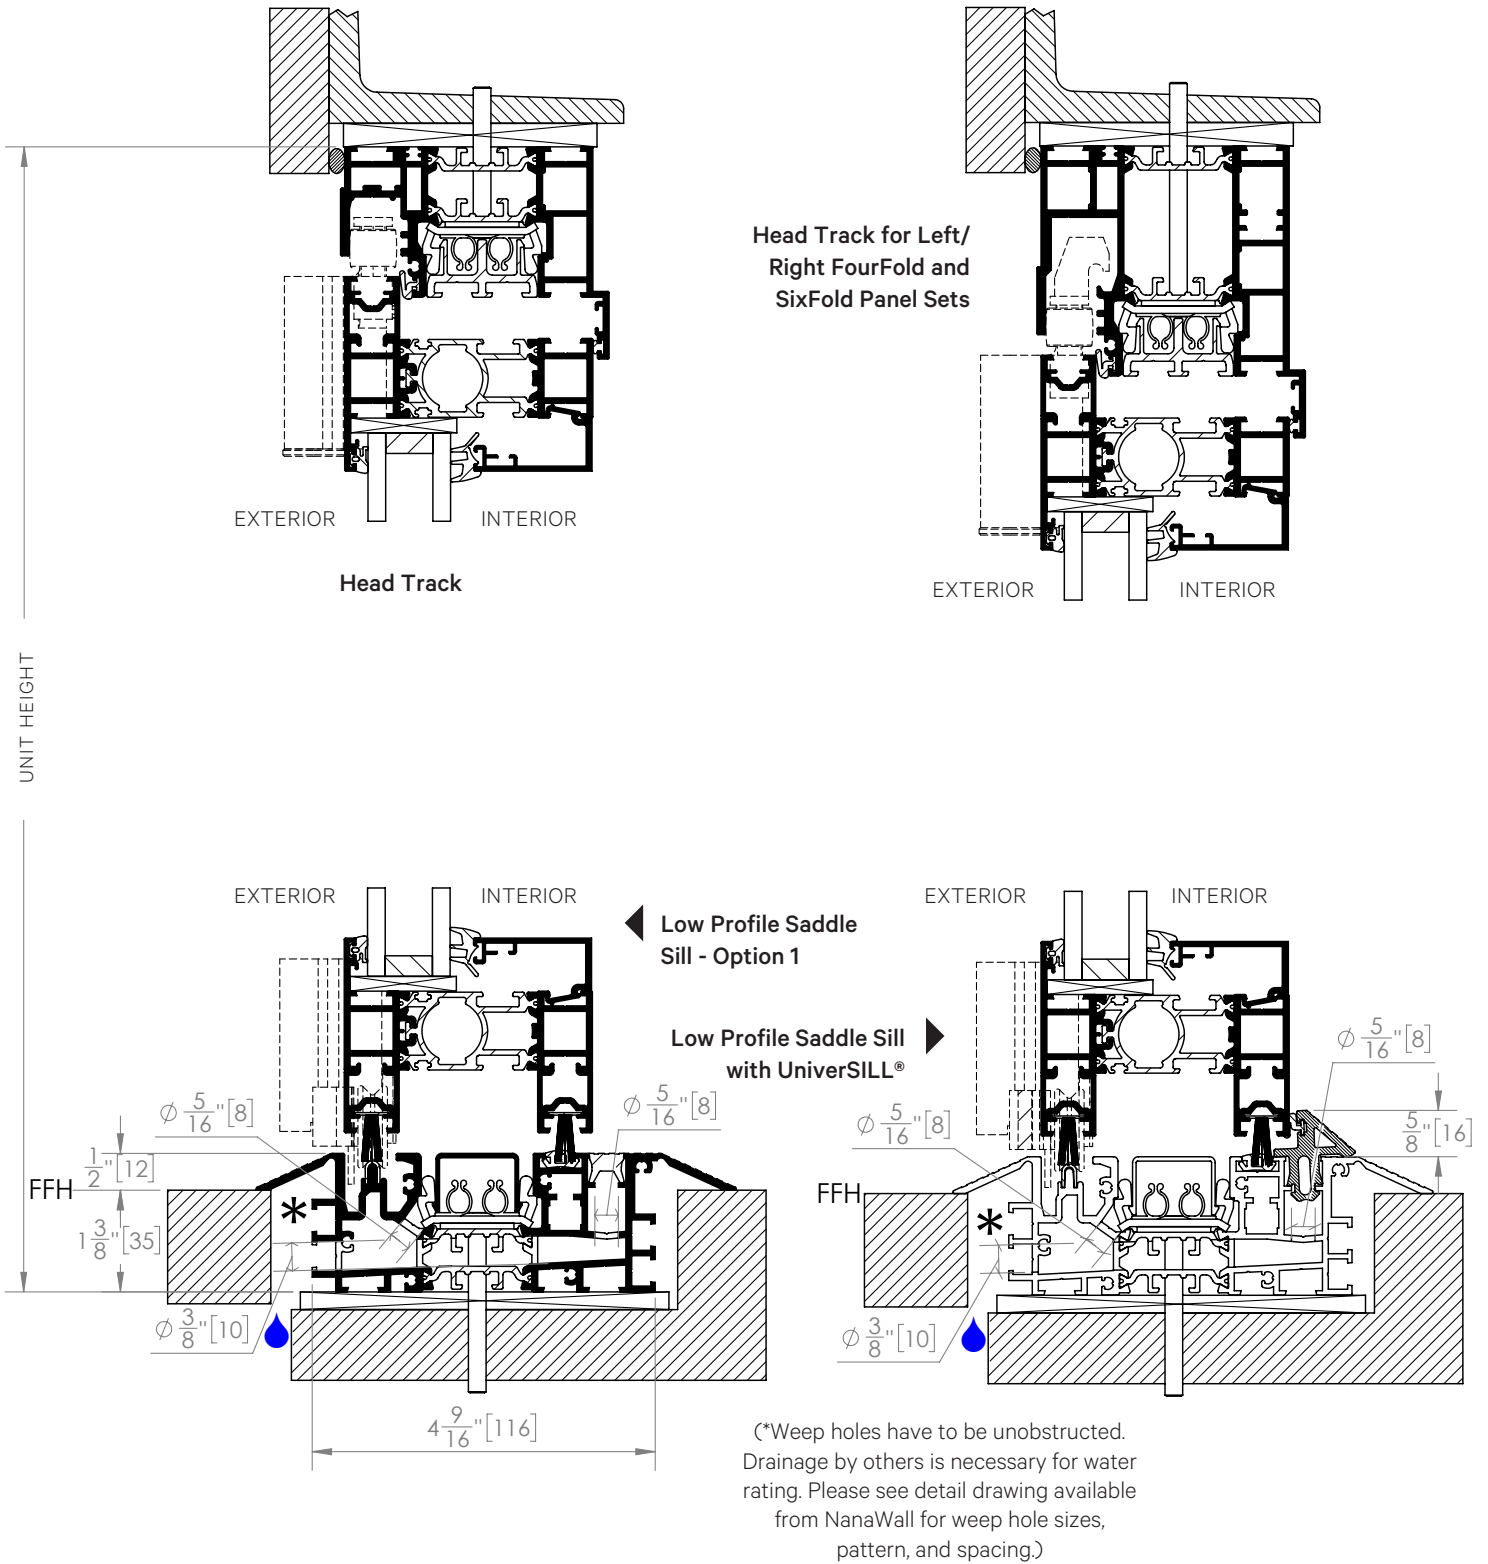 Head Track for Left/
Right FourFold and
SixFold Panel Sets
EXTERIOR
INTERIOR
Head Track
EXTERIOR
INTERIOR
UNIT HEIGHT
EXTERIOR
INTERIOR
Low Profile Saddle
Sill - Option 1
EXTERIOR
INTERIOR
Low Profile Saddle Sill
with UniverSILL®
Ø 5/16"[8]
Ø 5/16"[8]
1/2"[12]
FFH
*
1 3/8"[35]
Ø 3/8"[10]
4 9/16"[116]
Ø 5/16"[8]
Ø 5/16"[8]
5/8"[16]
FFH
*
Ø 3/8"[10]
(*Weep holes have to be unobstructed.
Drainage by others is necessary for water
rating. Please see detail drawing available
from NanaWall for weep hole sizes,
pattern, and spacing.)